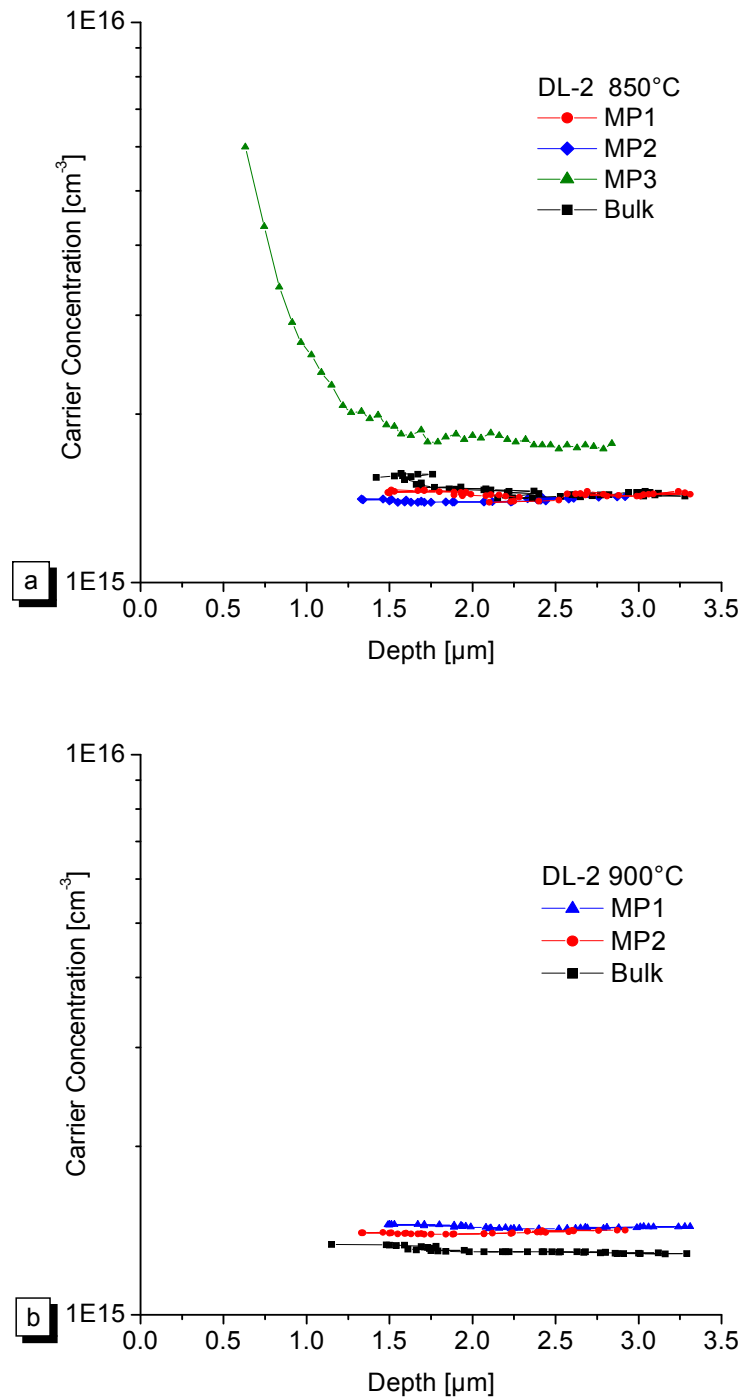 1E16
DL-2 850°C
MP1
MP2
MP3
Bulk
Carrier Concentration [cm-3]
1E15
a
0.0 0.5 1.0 1.5 2.0 2.5 3.0 3.5
Depth [µm]
1E16
DL-2 900°C
MP1
MP2
Bulk
Carrier Concentration [cm-3]
1E15
b
0.0 0.5 1.0 1.5 2.0 2.5 3.0 3.5
Depth [µm]